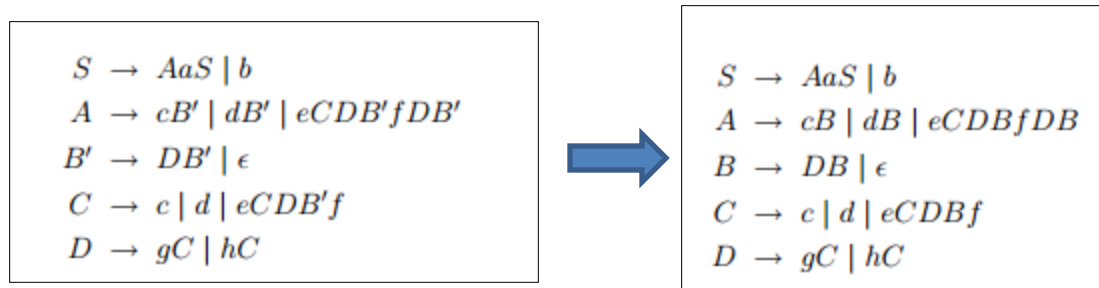 S → AaS | b
A → cB′ | dB′ | eCDB′fDB′
B′ → DB′ | ϵ
C → c | d | eCDB′f
D → gC | hC
S → AaS | b
A → cB | dB | eCDBfDB
B → DB | ϵ
C → c | d | eCDBf
D → gC | hC